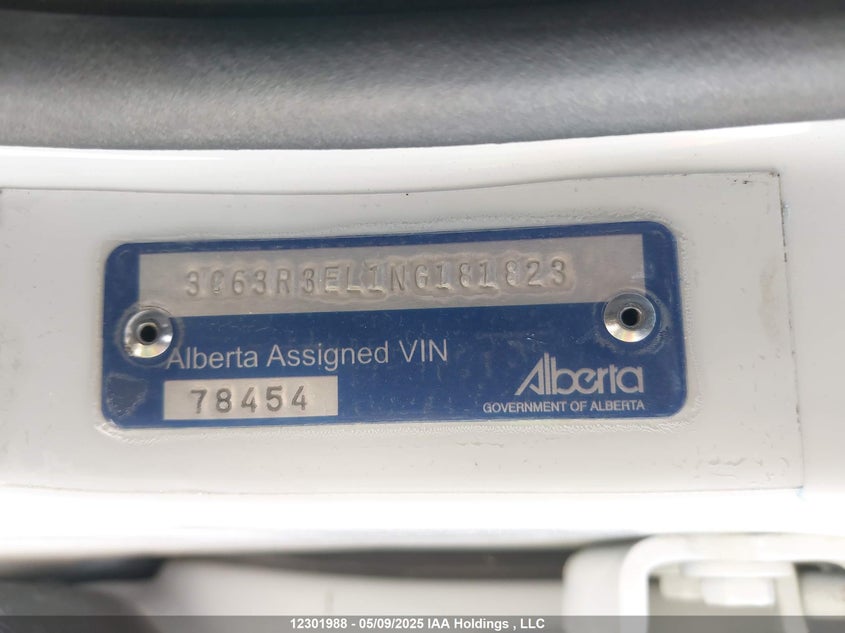 3C63R3EL1NG181823
Alberta Assigned VIN
78454
Alberta
GOVERNMENT OF ALBERTA
12301988 - 05/09/2025 IAA Holdings , LLC